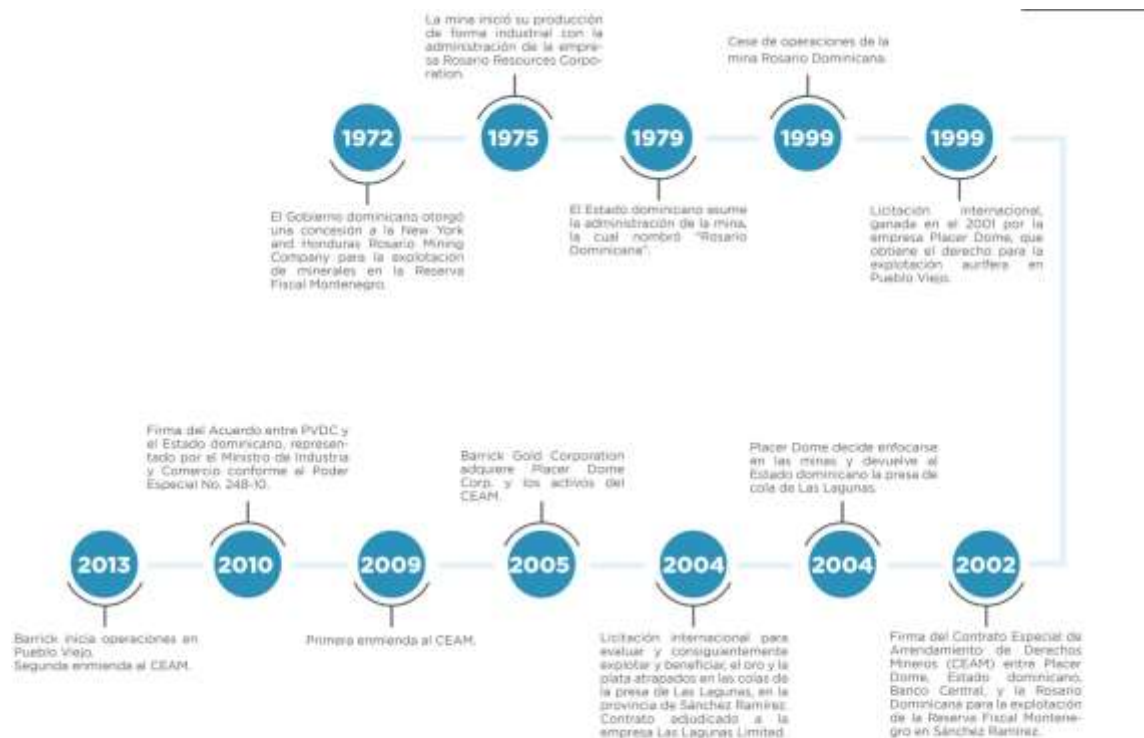 La mina inició su producción
de forma industrial con la
administración de la empre-
sa Rosario Resources Corpo-
ration.
Cese de operaciones de la
mina Rosario Dominicana.
1972
1975
1979
1999
1999
El Gobierno dominicano otorgó
una concesión a la New York
and Honduras Rosario Mining
Company para la explotación
de minerales en la Reserva
Fiscal Montenegro.
El Estado dominicano asume
la administración de la mina,
la cual nombró "Rosario
Dominicana".
Licitación internacional,
ganada en el 2001 por la
empresa Placer Dome, que
obtiene el derecho para la
explotación aurífera en
Pueblo Viejo.
Firma del Acuerdo entre PVDC y
el Estado dominicano, represen-
tado por el Ministro de Industria
y Comercio conforme al Poder
Especial No. 248-10.
Barrick Gold Corporation
adquiere Placer Dome
Corp. y los activos del
CEAM.
Placer Dome decide enfocarse
en las minas y devuelve al
Estado dominicano la presa de
cola de Las Lagunas.
2013
2010
2009
2005
2004
2004
2002
Barrick inicia operaciones en
Pueblo Viejo.
Segunda enmienda al CEAM.
Primera enmienda al CEAM.
Licitación internacional para
evaluar y consiguientemente
explotar y beneficiar, el oro y la
plata atrapados en las colas de
la presa de Las Lagunas, en la
provincia de Sánchez Ramírez.
Contrato adjudicado a la
empresa Las Lagunas Limited.
Firma del Contrato Especial de
Arrendamiento de Derechos
Mineros (CEAM) entre Placer
Dome, Estado dominicano,
Banco Central, y la Rosario
Dominicana para la explotación
de la Reserva Fiscal Montene-
gro en Sánchez Ramírez.